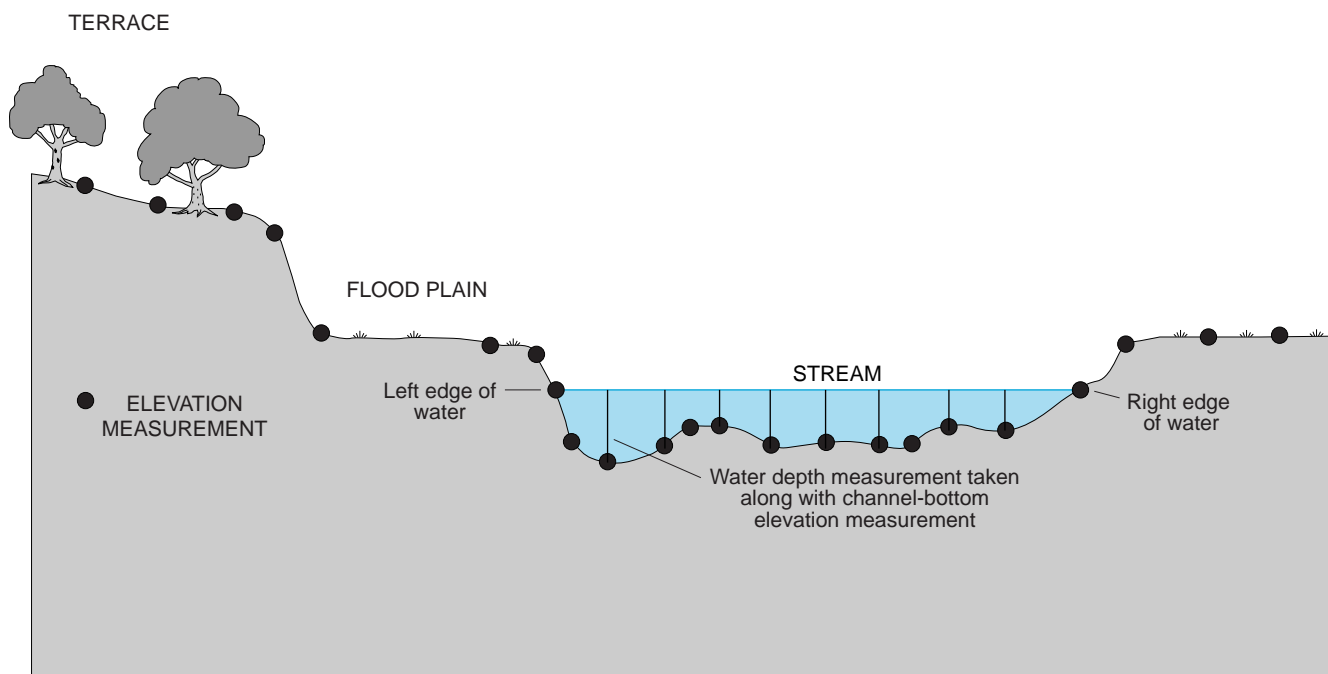 TERRACE
FLOOD PLAIN
STREAM
Left edge of
water
ELEVATION
MEASUREMENT
Right edge
of water
Water depth measurement taken
along with channel-bottom
elevation measurement